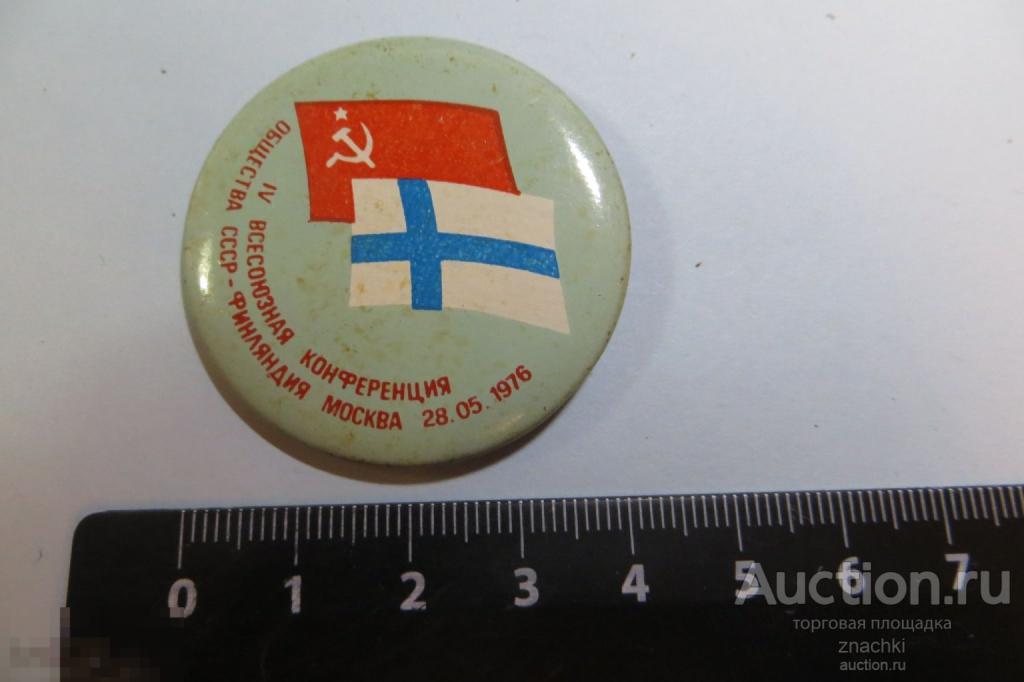 IV ВСЕСОЮЗНАЯ КОНФЕРЕНЦИЯ
ОБЩЕСТВА СССР-ФИНЛЯНДИЯ МОСКВА 28.05.1976
0 1 2 3 4 5 6 7
Auction.ru
торговая площадка
znachki
auction.ru